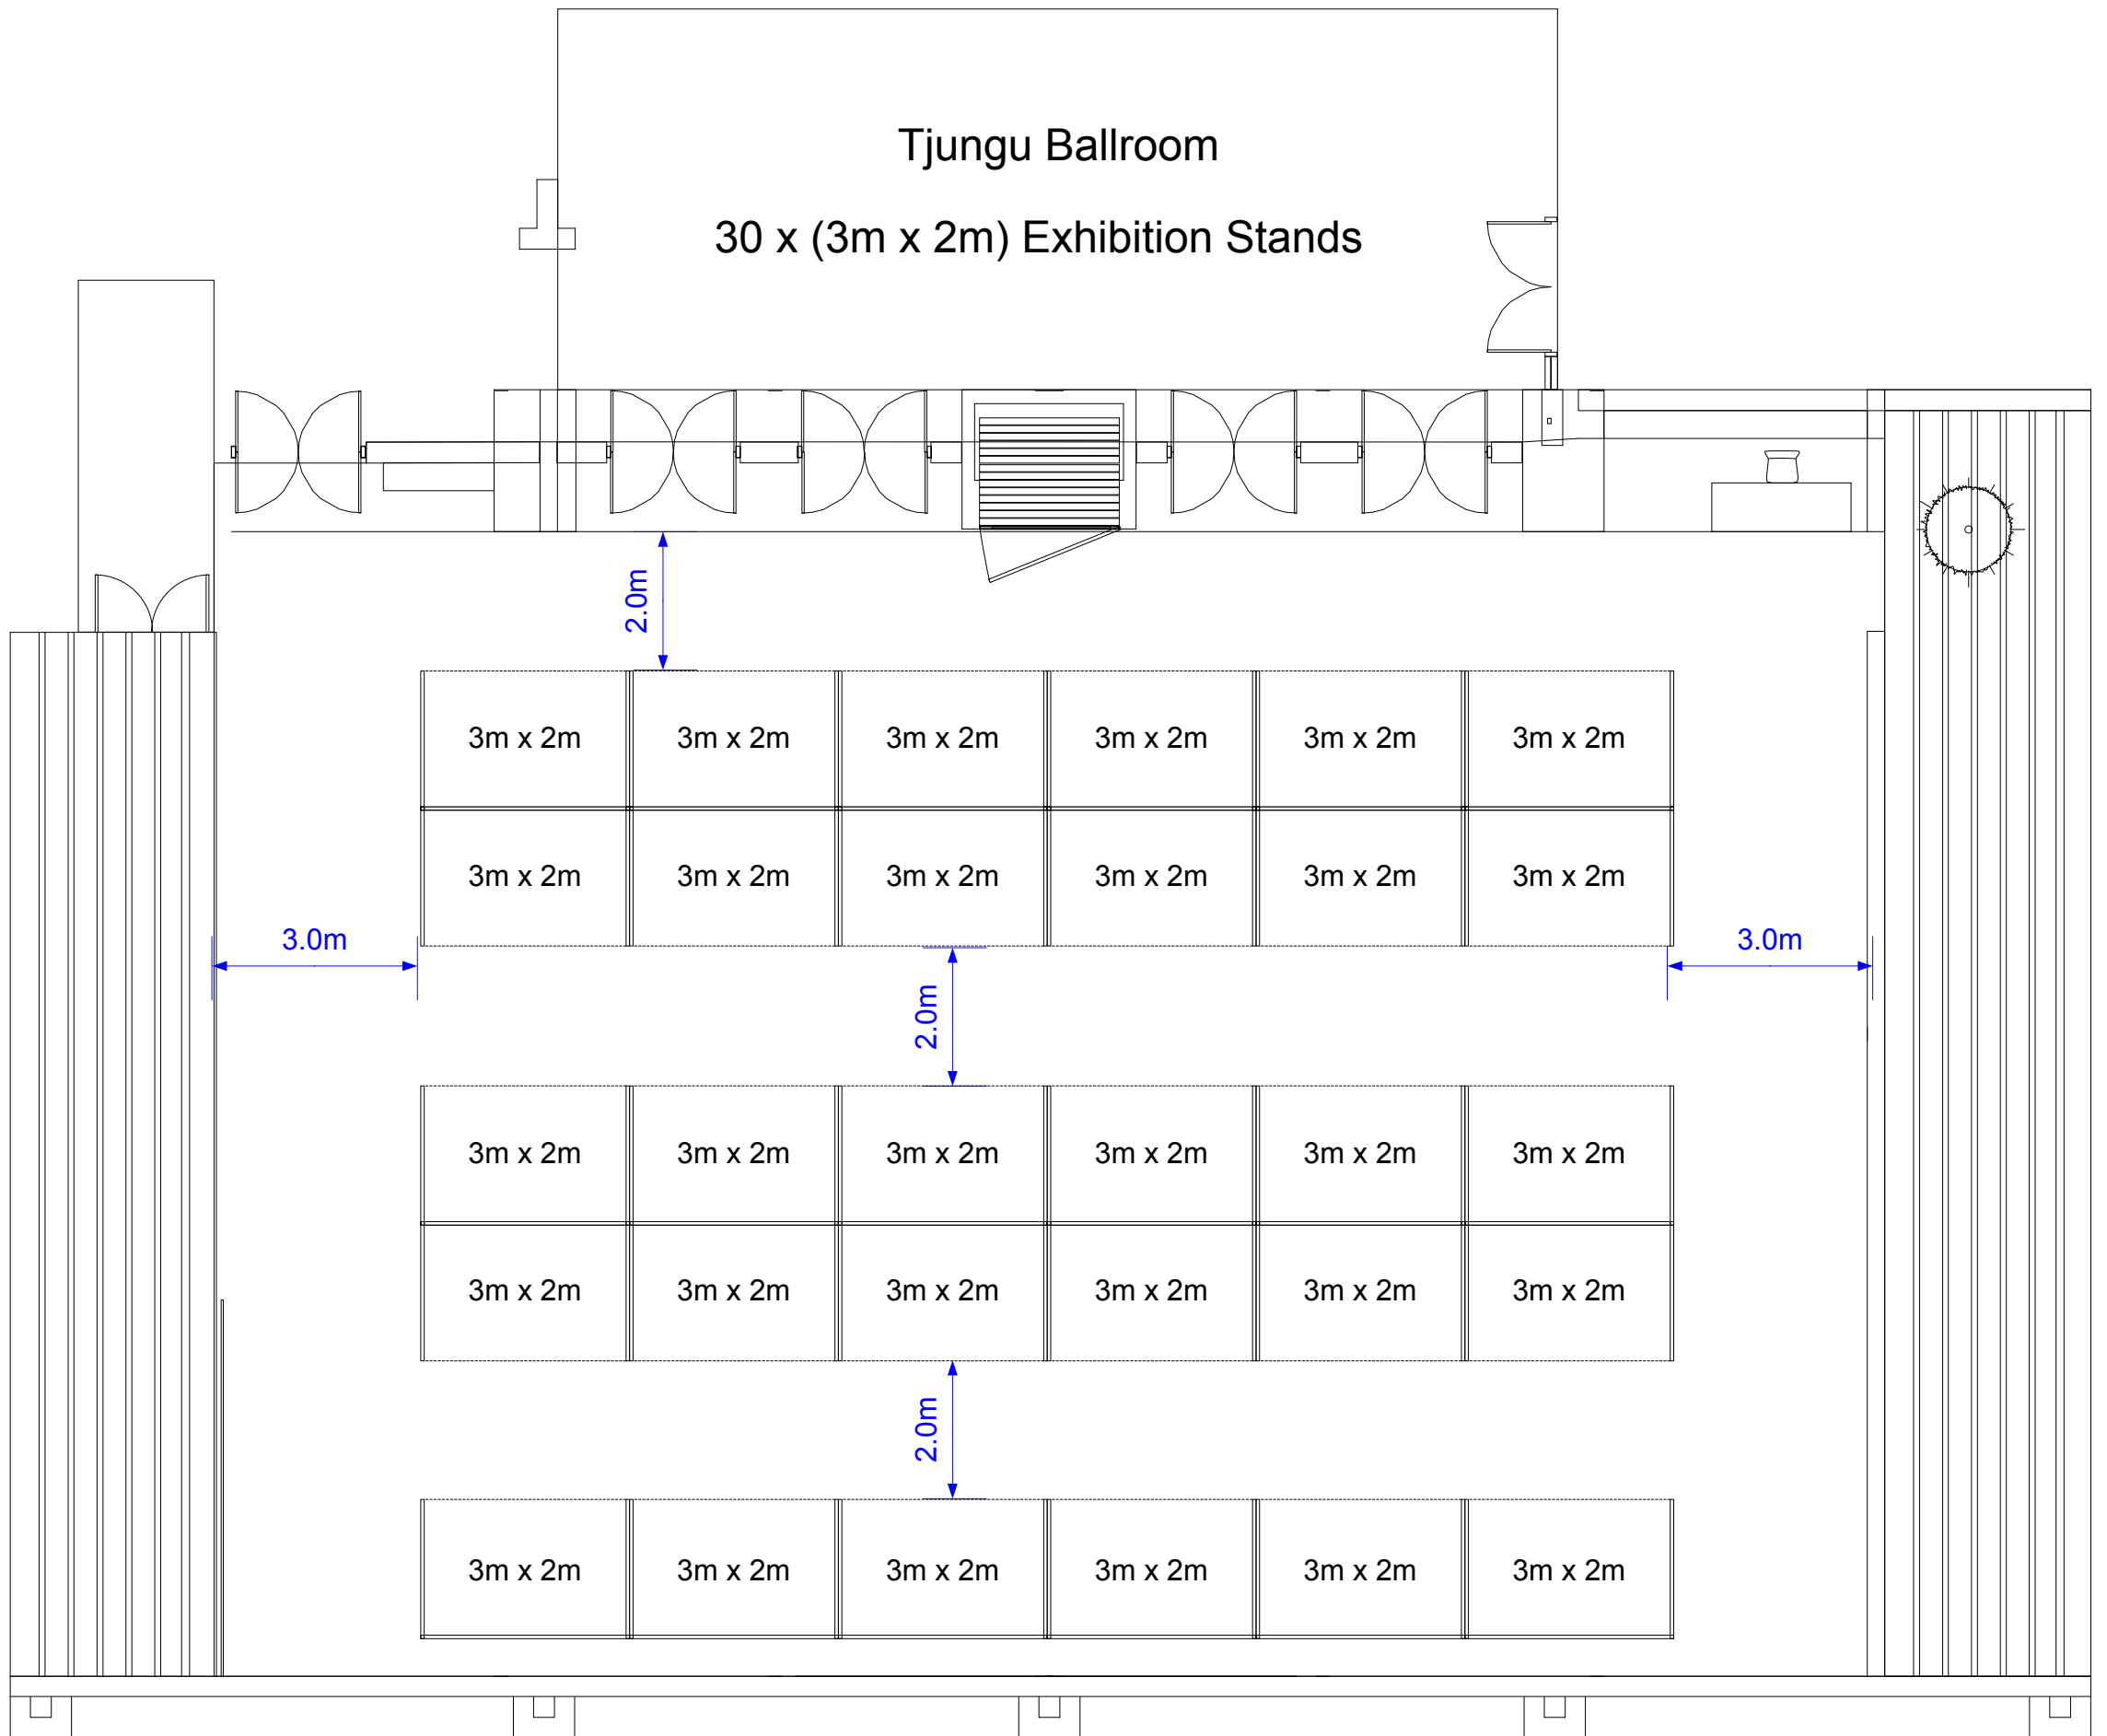 Tjungu Ballroom
30 x (3m x 2m) Exhibition Stands
2.0m
3m x 2m 3m x 2m 3m x 2m 3m x 2m 3m x 2m 3m x 2m
3m x 2m 3m x 2m 3m x 2m 3m x 2m 3m x 2m 3m x 2m
3.0m 3.0m
2.0m
3m x 2m 3m x 2m 3m x 2m 3m x 2m 3m x 2m 3m x 2m
3m x 2m 3m x 2m 3m x 2m 3m x 2m 3m x 2m 3m x 2m
2.0m
3m x 2m 3m x 2m 3m x 2m 3m x 2m 3m x 2m 3m x 2m